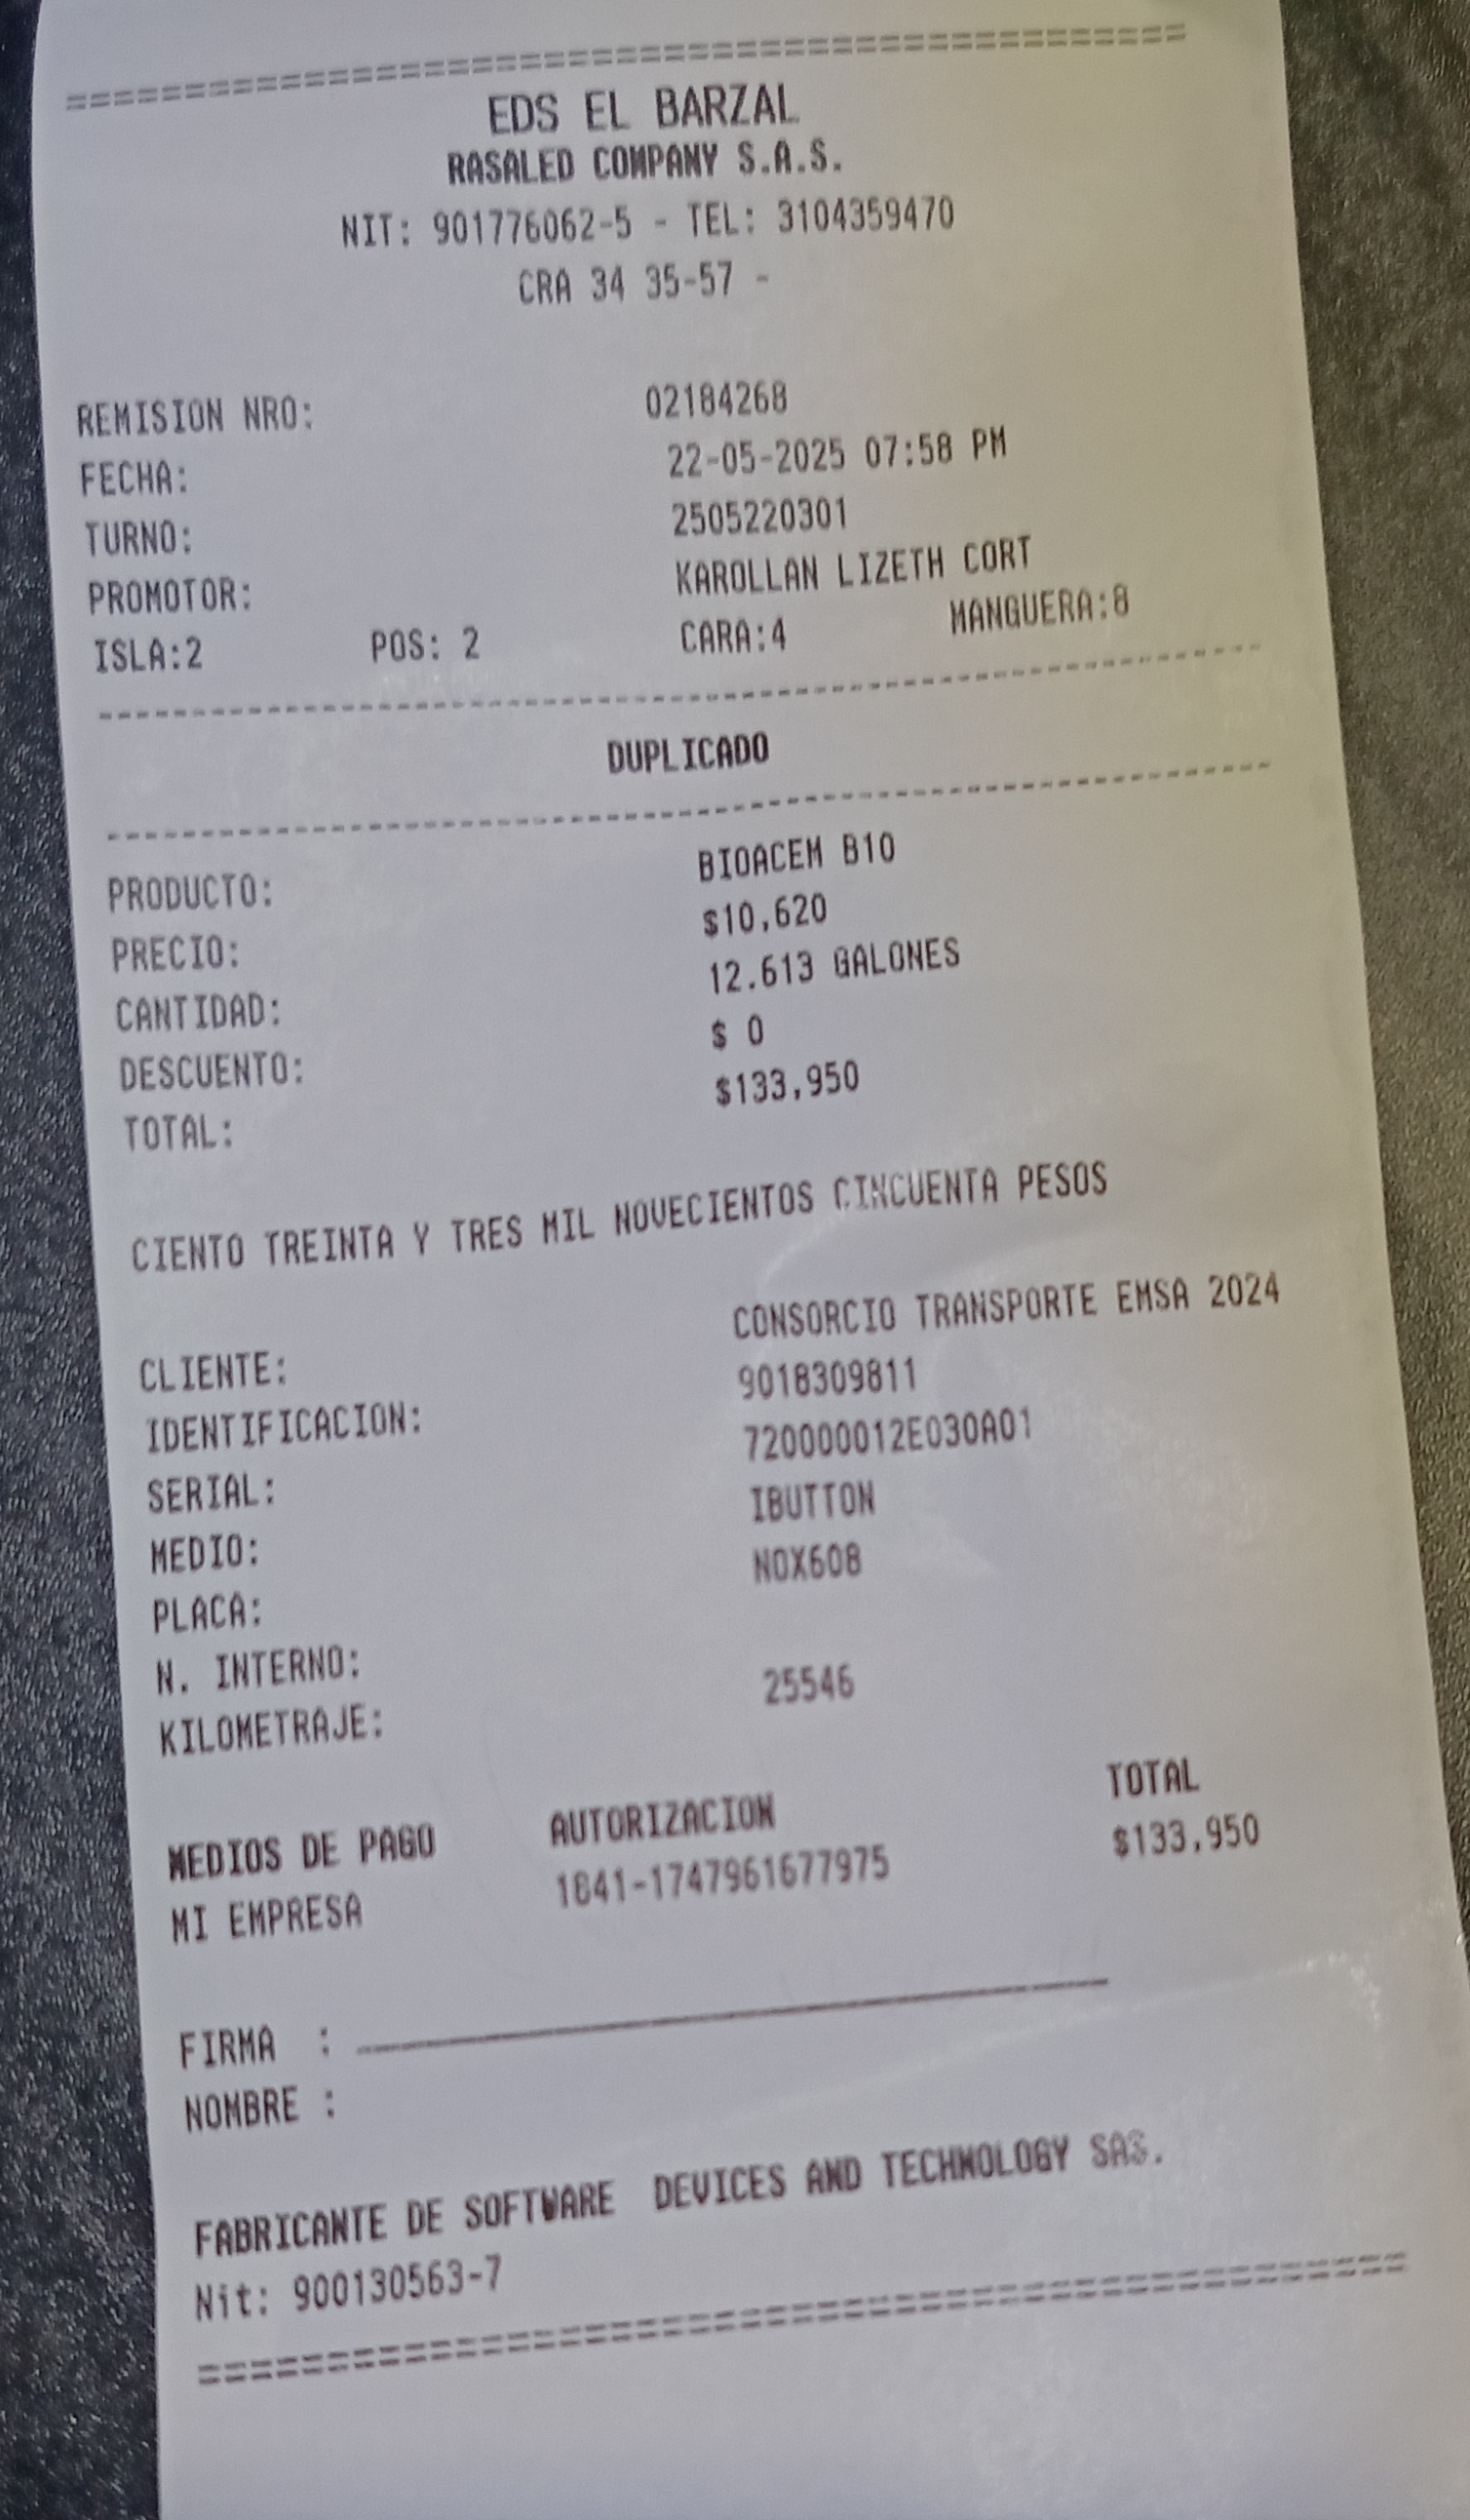 ==============================================
EDS EL BARZAL
RASALED COMPANY S.A.S.
NIT: 901776062-5 - TEL: 3104359470
CRA 34 35-57 -
REMISION NRO: 02184268
FECHA: 22-05-2025 07:58 PM
TURNO: 2505220301
PROMOTOR: KAROLLAN LIZETH CORT
ISLA:2 POS: 2 CARA:4 MANGUERA:8
----------------------------------------------
DUPLICADO
----------------------------------------------
PRODUCTO: BIOACEM B10
PRECIO: $10,620
CANTIDAD: 12.613 GALONES
DESCUENTO: $ 0
TOTAL: $133,950
CIENTO TREINTA Y TRES MIL NOVECIENTOS CINCUENTA PESOS
CLIENTE: CONSORCIO TRANSPORTE EMSA 2024
IDENTIFICACION: 9018309811
SERIAL: 720000012E030A01
MEDIO: IBUTTON
PLACA: NOX608
N. INTERNO:
KILOMETRAJE: 25546
MEDIOS DE PAGO AUTORIZACION TOTAL
MI EMPRESA 1841-1747961677975 $133,950
FIRMA : ______________________________
NOMBRE :
FABRICANTE DE SOFTWARE DEVICES AND TECHNOLOGY SAS.
Nit: 900130563-7
==============================================